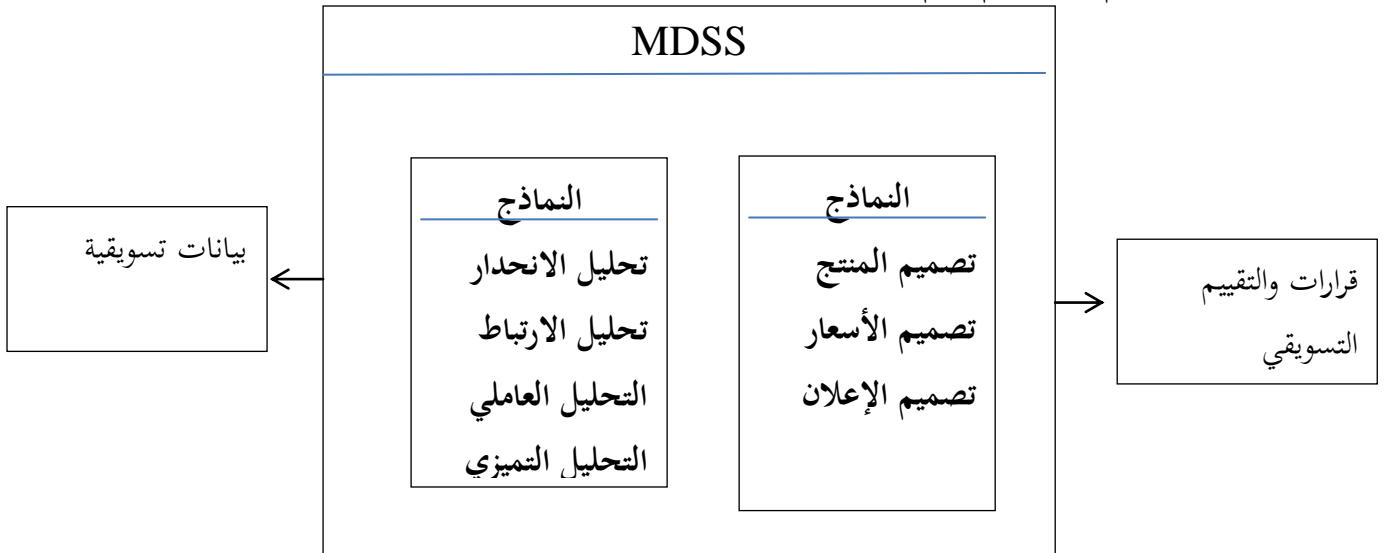 MDSS
النماذج
تصميم المنتج
تصميم الأسعار
تصميم الإعلان
النماذج
تحليل الانحدار
تحليل الارتباط
التحليل العاملي
التحليل التميزي
قرارات والتقييم
التسويقي
بيانات تسويقية